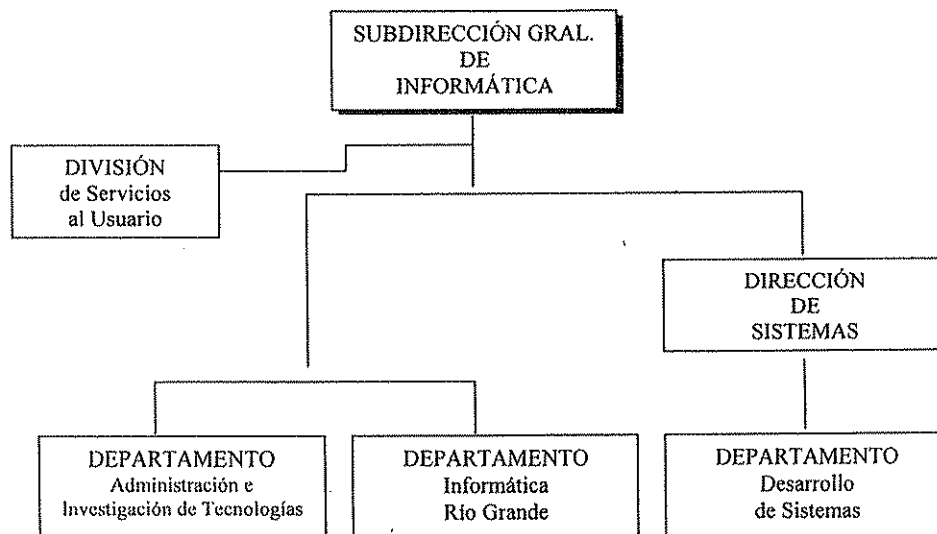 SUBDIRECCIÓN GRAL.
DE
INFORMÁTICA
DIVISIÓN
de Servicios
al Usuario
DIRECCIÓN
DE
SISTEMAS
DEPARTAMENTO
Administración e
Investigación de Tecnologías
DEPARTAMENTO
Informática
Río Grande
DEPARTAMENTO
Desarrollo
de Sistemas